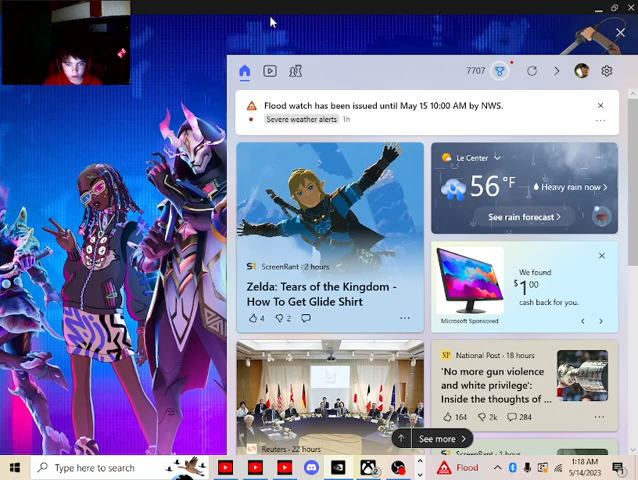 7707
Flood watch has been issued until May 15 10:00 AM by NWS.
Severe weather alerts 1h
Le Center
56 °F
Heavy rain now
See rain forecast
ScreenRant · 2 hours
Zelda: Tears of the Kingdom -
How To Get Glide Shirt
4 2
We found
$1.00
cash back for you.
Microsoft Sponsored
National Post · 18 hours
'No more gun violence
and white privilege':
Inside the thoughts of ...
164 2k 284
Reuters · 22 hours
See more
ScreenRant · 1 hour
Type here to search
Flood
1:18 AM
5/14/2023